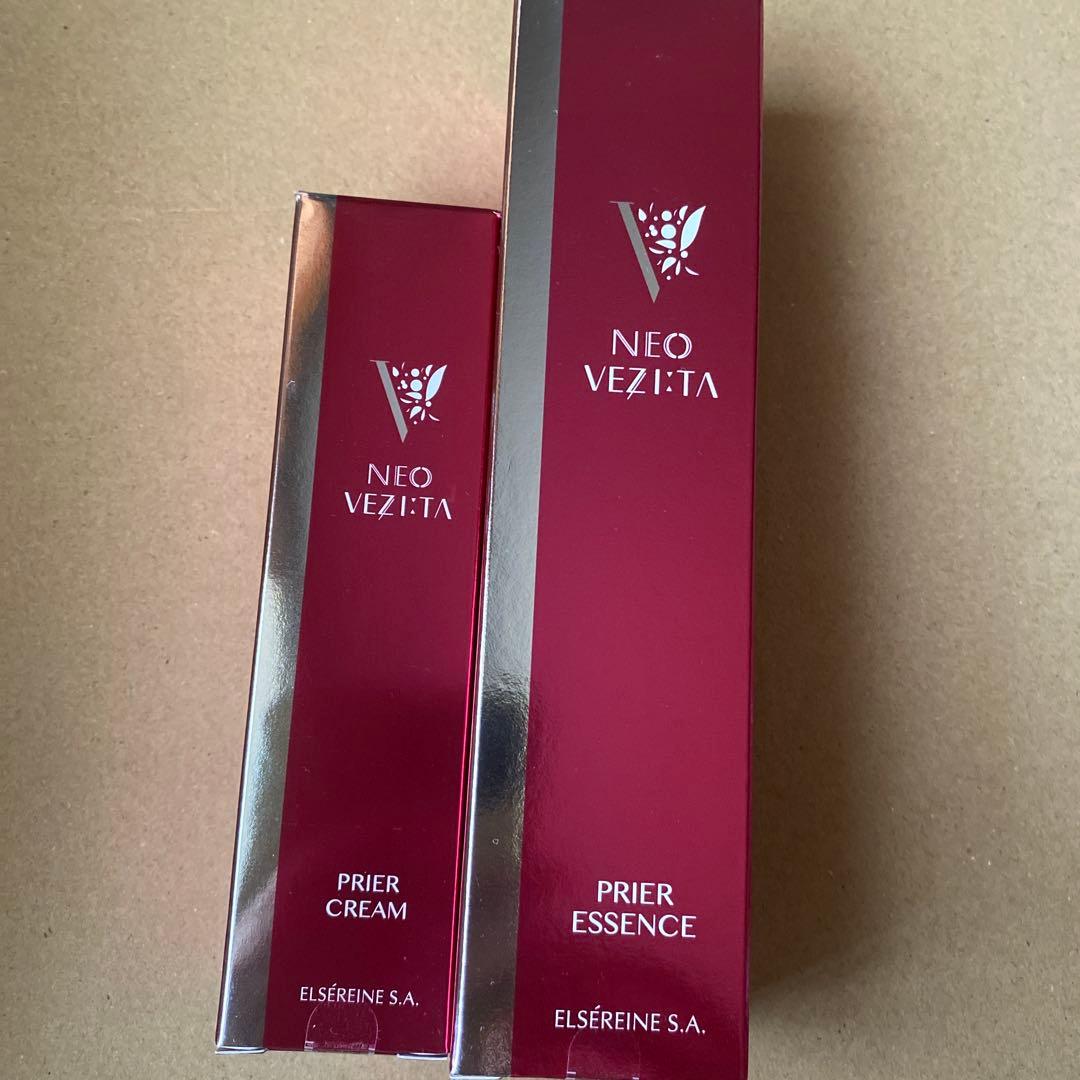 NEO
VEZI:TA
PRIER
CREAM
ELSÉREINE S.A.
NEO
VEZI:TA
PRIER
ESSENCE
ELSÉREINE S.A.